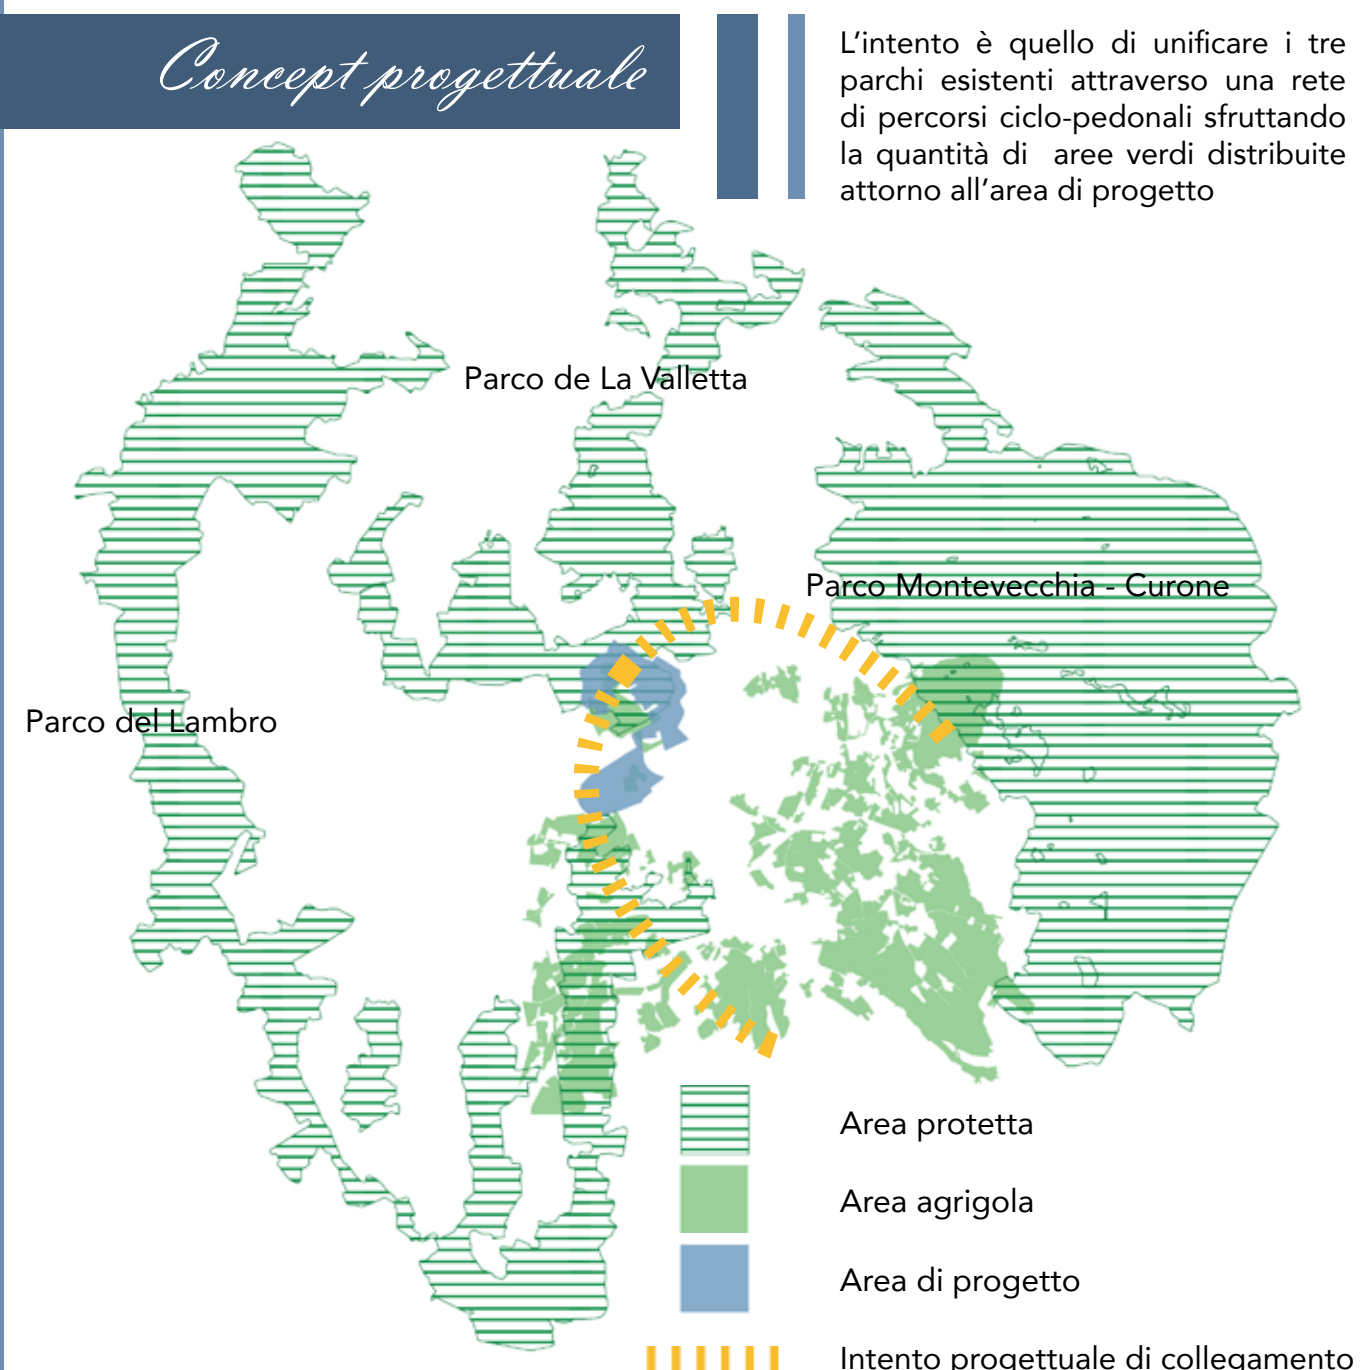 Concept progettuale
L'intento è quello di unificare i tre
parchi esistenti attraverso una rete
di percorsi ciclo-pedonali sfruttando
la quantità di aree verdi distribuite
attorno all'area di progetto
Parco de La Valletta
Parco Montevecchia - Curone
Parco del Lambro
Area protetta
Area agrigola
Area di progetto
Intento progettuale di collegamento